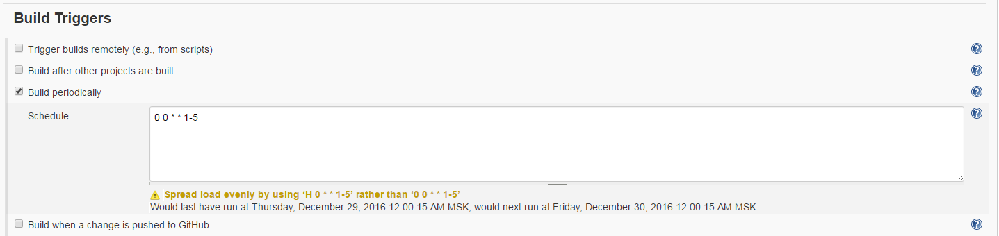 Build Triggers
Trigger builds remotely (e.g., from scripts)
Build after other projects are built
Build periodically
Schedule
0 0 * * 1-5
Spread load evenly by using ‘H 0 * * 1-5’ rather than ‘0 0 * * 1-5’
Would last have run at Thursday, December 29, 2016 12:00:15 AM MSK; would next run at Friday, December 30, 2016 12:00:15 AM MSK.
Build when a change is pushed to GitHub